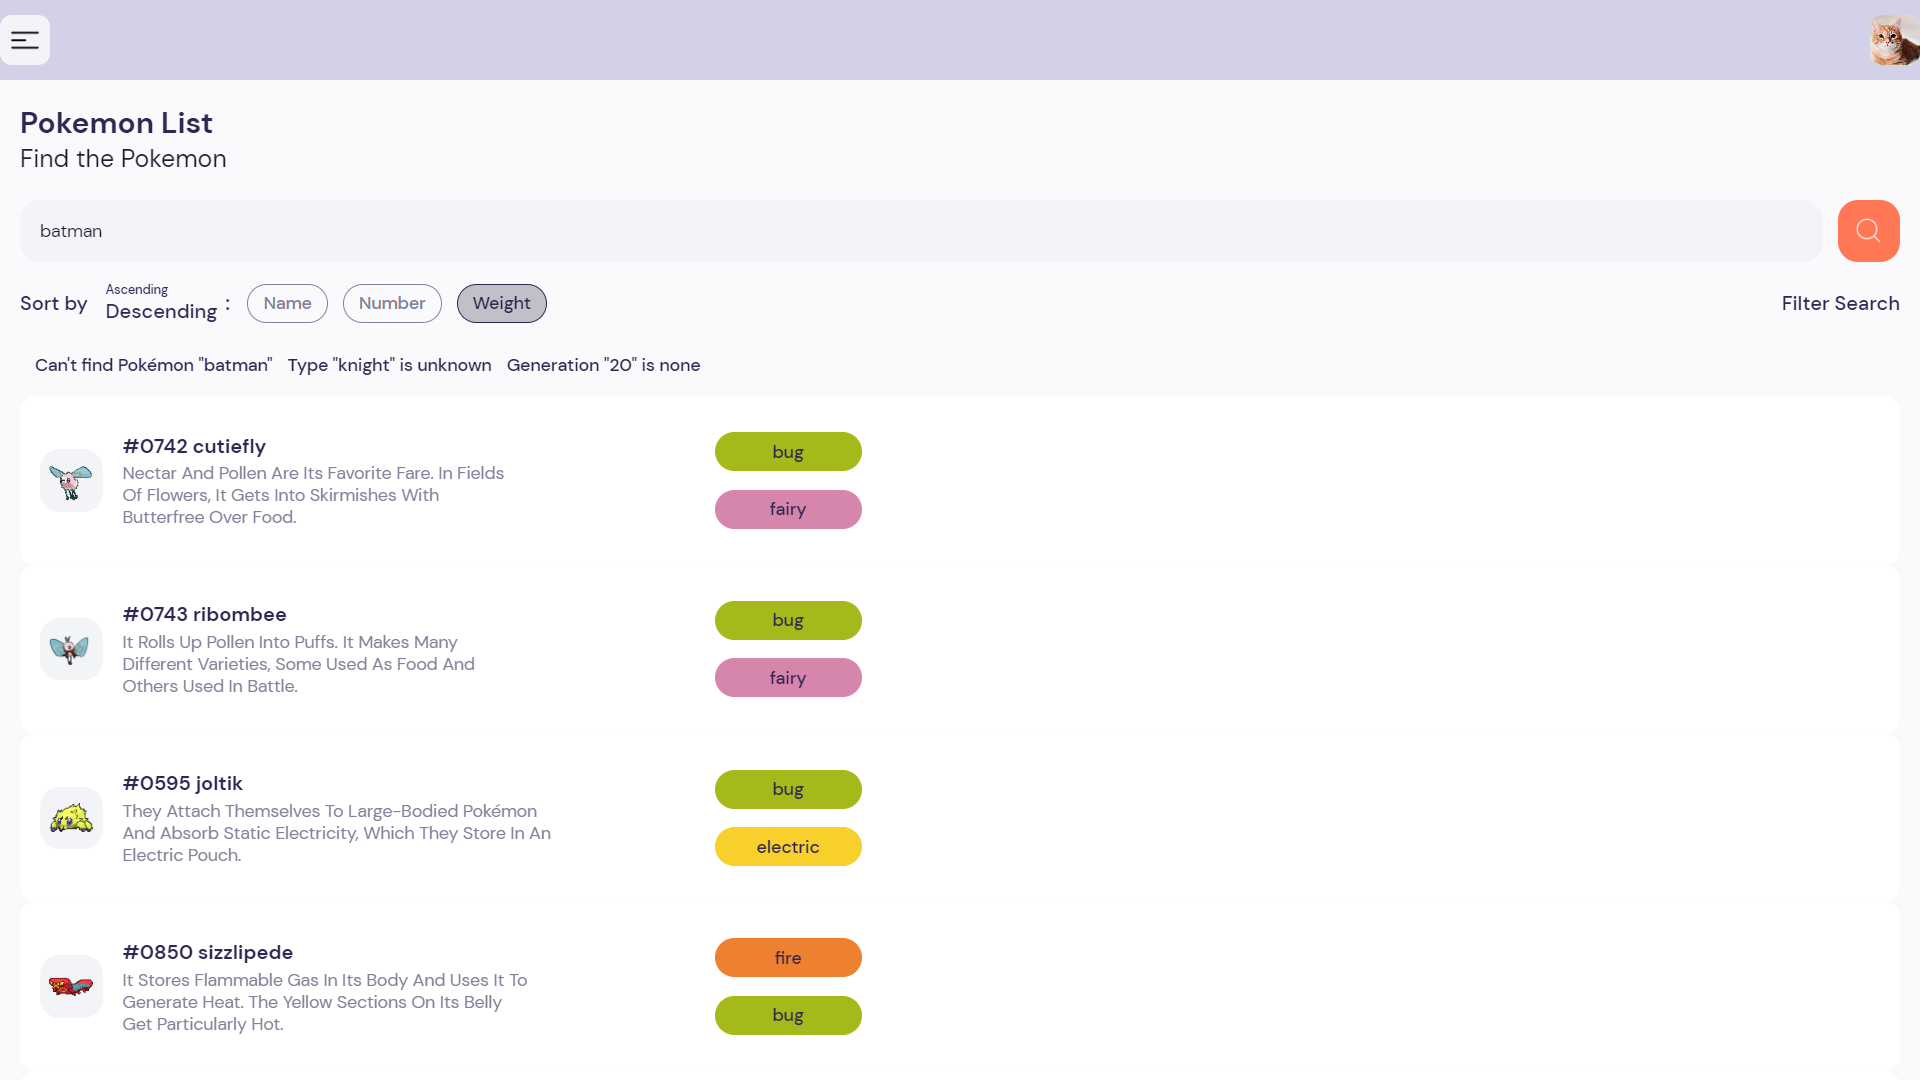 Pokemon List
Find the Pokemon
batman
Sort by Ascending Descending : Name Number Weight Filter Search
Can't find Pokémon "batman" Type "knight" is unknown Generation "20" is none
#0742 cutiefly
Nectar And Pollen Are Its Favorite Fare. In Fields
Of Flowers, It Gets Into Skirmishes With
Butterfree Over Food.
bug
fairy
#0743 ribombee
It Rolls Up Pollen Into Puffs. It Makes Many
Different Varieties, Some Used As Food And
Others Used In Battle.
bug
fairy
#0595 joltik
They Attach Themselves To Large-Bodied Pokémon
And Absorb Static Electricity, Which They Store In An
Electric Pouch.
bug
electric
#0850 sizzlipede
It Stores Flammable Gas In Its Body And Uses It To
Generate Heat. The Yellow Sections On Its Belly
Get Particularly Hot.
fire
bug